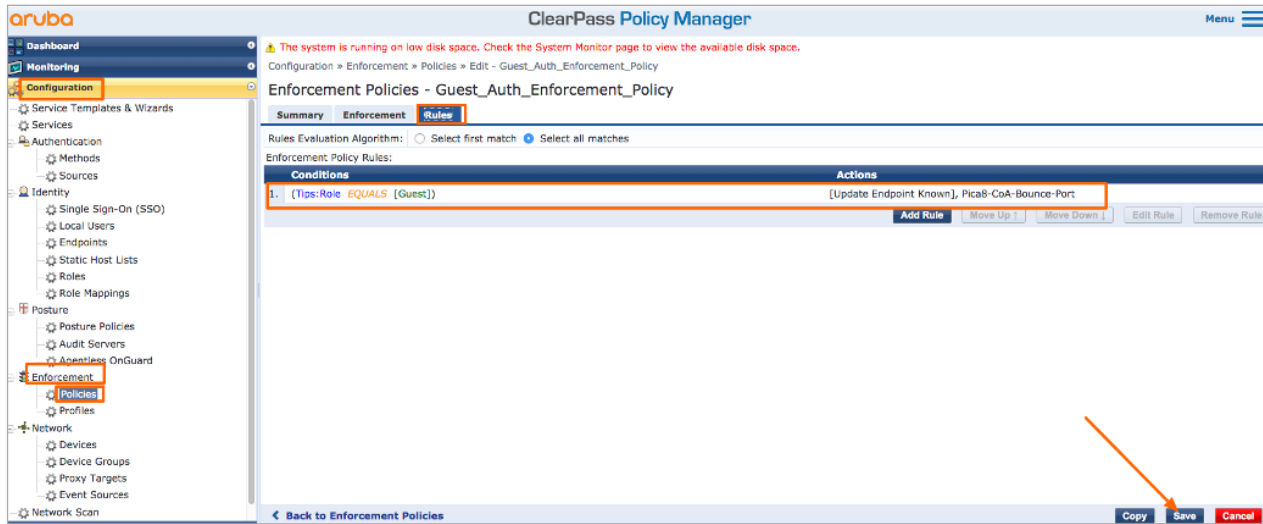 aruba
ClearPass Policy Manager
Menu
Dashboard
Monitoring
Configuration
Service Templates & Wizards
Services
Authentication
Methods
Sources
Identity
Single Sign-On (SSO)
Local Users
Endpoints
Static Host Lists
Roles
Role Mappings
Posture
Posture Policies
Audit Servers
Agentless OnGuard
Enforcement
Policies
Profiles
Network
Devices
Device Groups
Proxy Targets
Event Sources
Network Scan
The system is running on low disk space. Check the System Monitor page to view the available disk space.
Configuration » Enforcement » Policies » Edit - Guest_Auth_Enforcement_Policy
Enforcement Policies - Guest_Auth_Enforcement_Policy
Summary Enforcement Rules
Rules Evaluation Algorithm: Select first match Select all matches
Enforcement Policy Rules:
Conditions Actions
1. (Tips:Role EQUALS [Guest]) [Update Endpoint Known], Pica8-CoA-Bounce-Port
Add Rule Move Up ↑ Move Down ↓ Edit Rule Remove Rule
Back to Enforcement Policies Copy Save Cancel